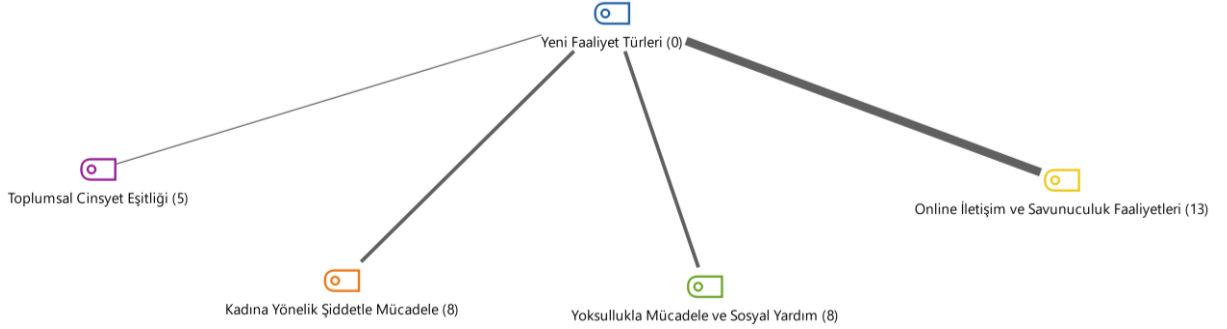 Yeni Faaliyet Türleri (0)
Toplumsal Cinsyet Eşitliği (5)
Online İletişim ve Savunuculuk Faaliyetleri (13)
Kadına Yönelik Şiddetle Mücadele (8)
Yoksullukla Mücadele ve Sosyal Yardım (8)